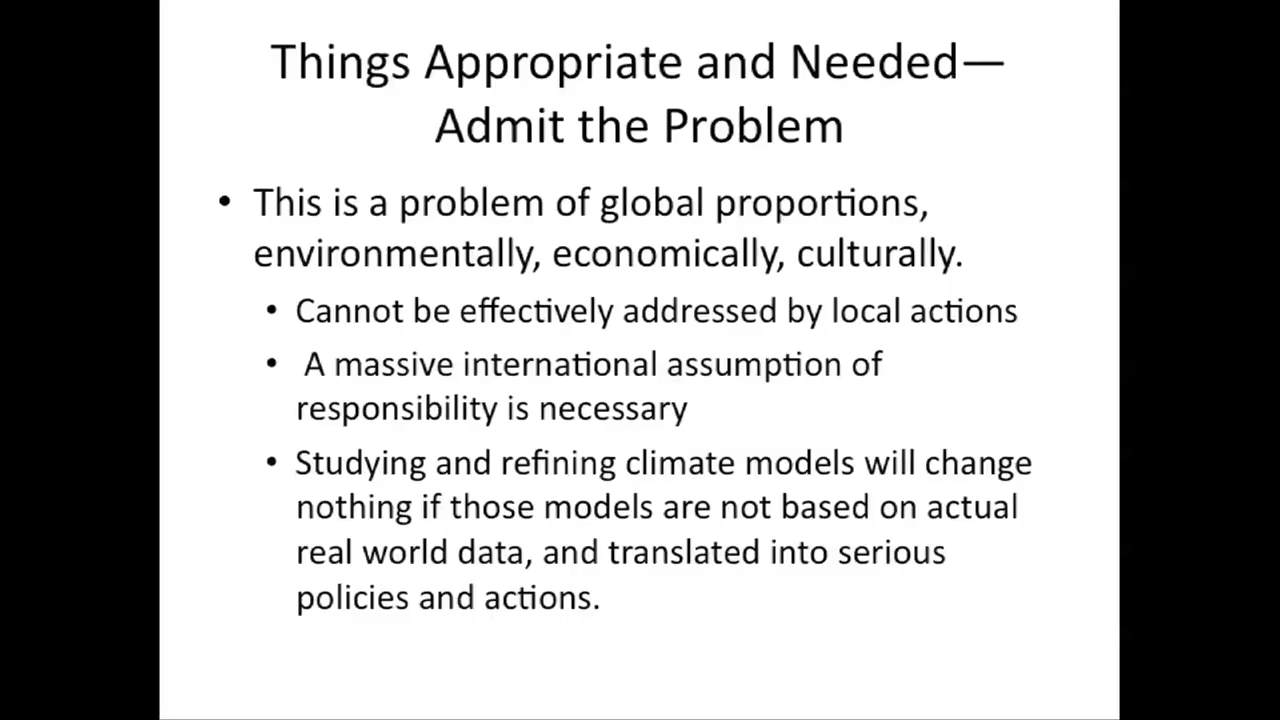 Things Appropriate and Needed—
Admit the Problem
• This is a problem of global proportions,
environmentally, economically, culturally.
• Cannot be effectively addressed by local actions
• A massive international assumption of
responsibility is necessary
• Studying and refining climate models will change
nothing if those models are not based on actual
real world data, and translated into serious
policies and actions.